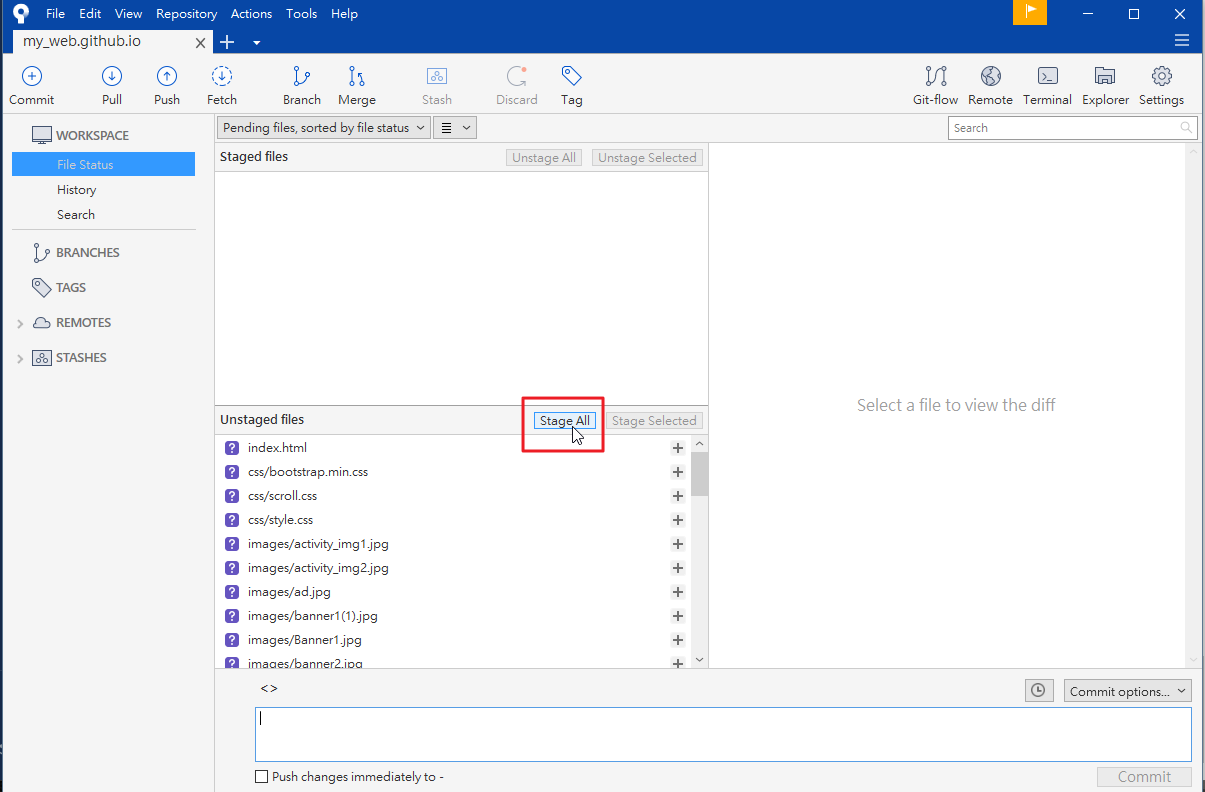 File Edit View Repository Actions Tools Help
my_web.github.io
Commit Pull Push Fetch Branch Merge Stash Discard Tag Git-flow Remote Terminal Explorer Settings
WORKSPACE
File Status
History
Search
BRANCHES
TAGS
REMOTES
STASHES
Pending files, sorted by file status
Search
Staged files Unstage All Unstage Selected
Unstaged files Stage All Stage Selected
index.html
css/bootstrap.min.css
css/scroll.css
css/style.css
images/activity_img1.jpg
images/activity_img2.jpg
images/ad.jpg
images/banner1(1).jpg
images/Banner1.jpg
images/banner2.jpg
Select a file to view the diff
<>
Commit options...
Push changes immediately to -
Commit